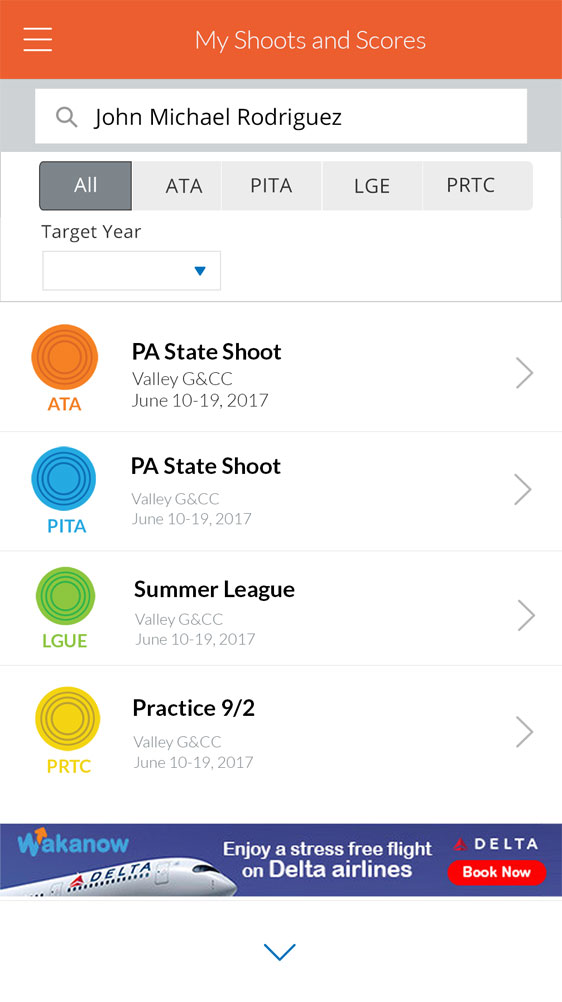 My Shoots and Scores
John Michael Rodriguez
All ATA PITA LGE PRTC
Target Year
PA State Shoot
Valley G&CC
June 10-19, 2017
ATA
PA State Shoot
Valley G&CC
June 10-19, 2017
PITA
Summer League
Valley G&CC
June 10-19, 2017
LGUE
Practice 9/2
Valley G&CC
June 10-19, 2017
PRTC
Wakanow
DELTA
Enjoy a stress free flight
on Delta airlines
DELTA
Book Now